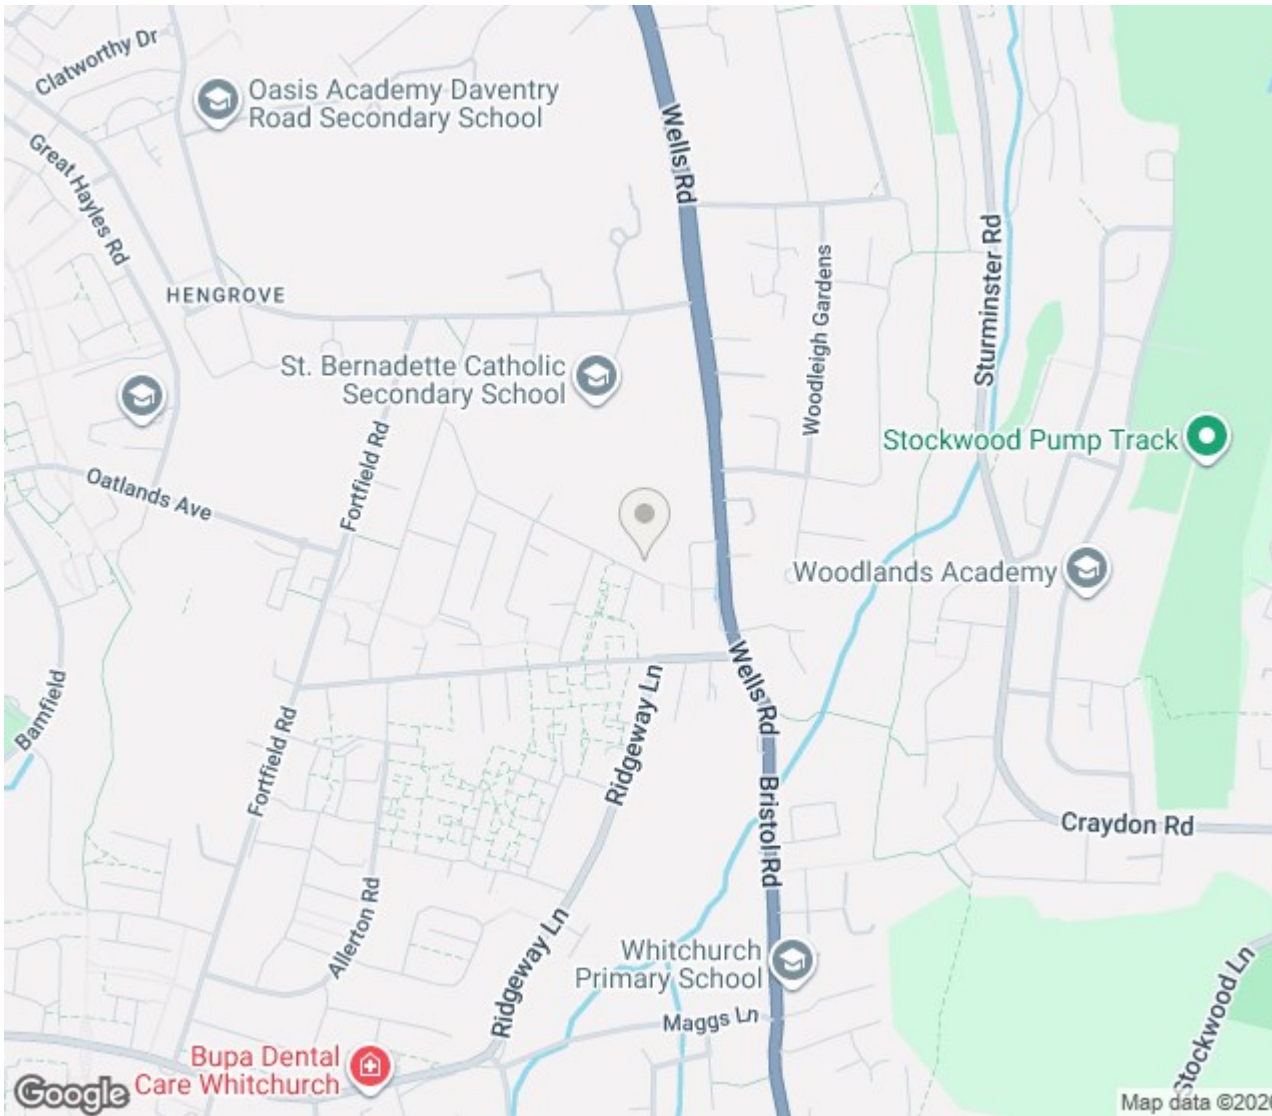 Clatworthy Dr
Oasis Academy Daventry
Road Secondary School
Wells Rd
Great Hayles Rd
HENGROVE
Woodleigh Gardens
Sturminster Rd
St. Bernadette Catholic
Secondary School
Stockwood Pump Track
Fortfield Rd
Oatlands Ave
Woodlands Academy
Wells Rd
Ridgeway Ln
Bamfield
Fortfield Rd
Bristol Rd
Craydon Rd
Allerton Rd
Ridgeway Ln
Whitchurch
Primary School
Stockwood Ln
Maggs Ln
Bupa Dental
Care Whitchurch
Google
Map data ©202